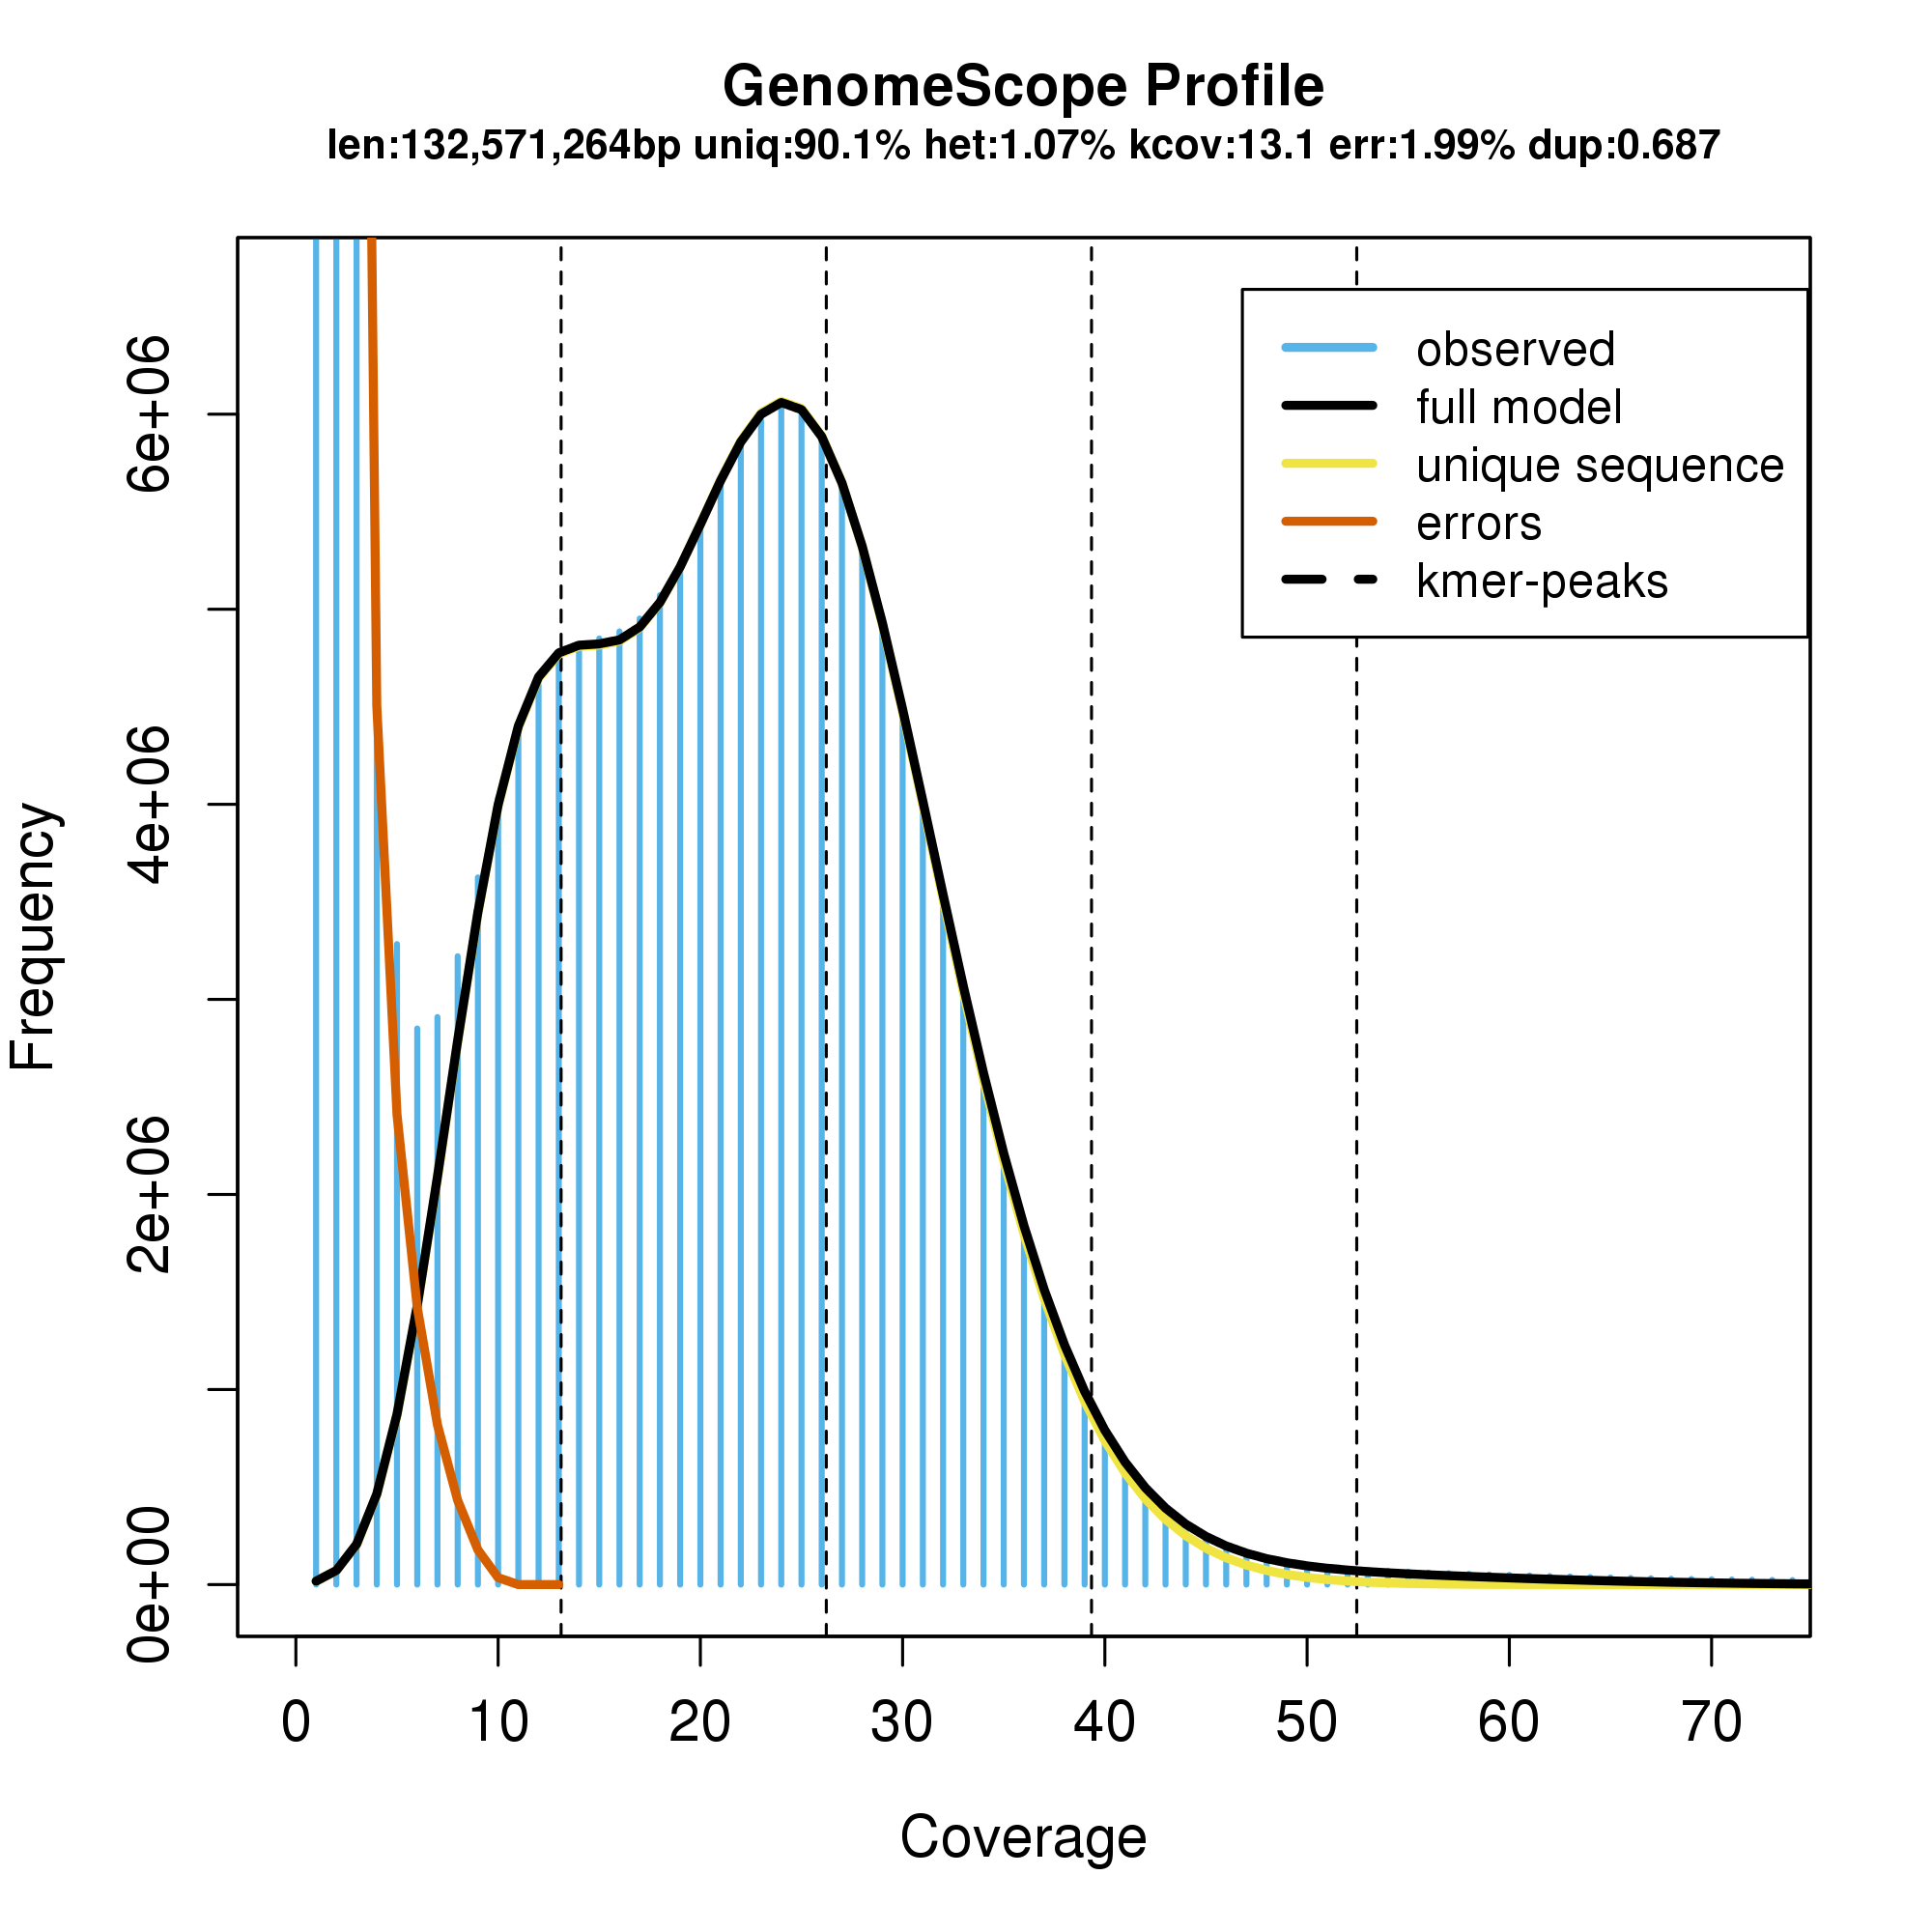 GenomeScope Profile
len:132,571,264bp uniq:90.1% het:1.07% kcov:13.1 err:1.99% dup:0.687
observed
full model
unique sequence
errors
kmer-peaks
Frequency
6e+06
4e+06
2e+06
0e+00
0 10 20 30 40 50 60 70
Coverage